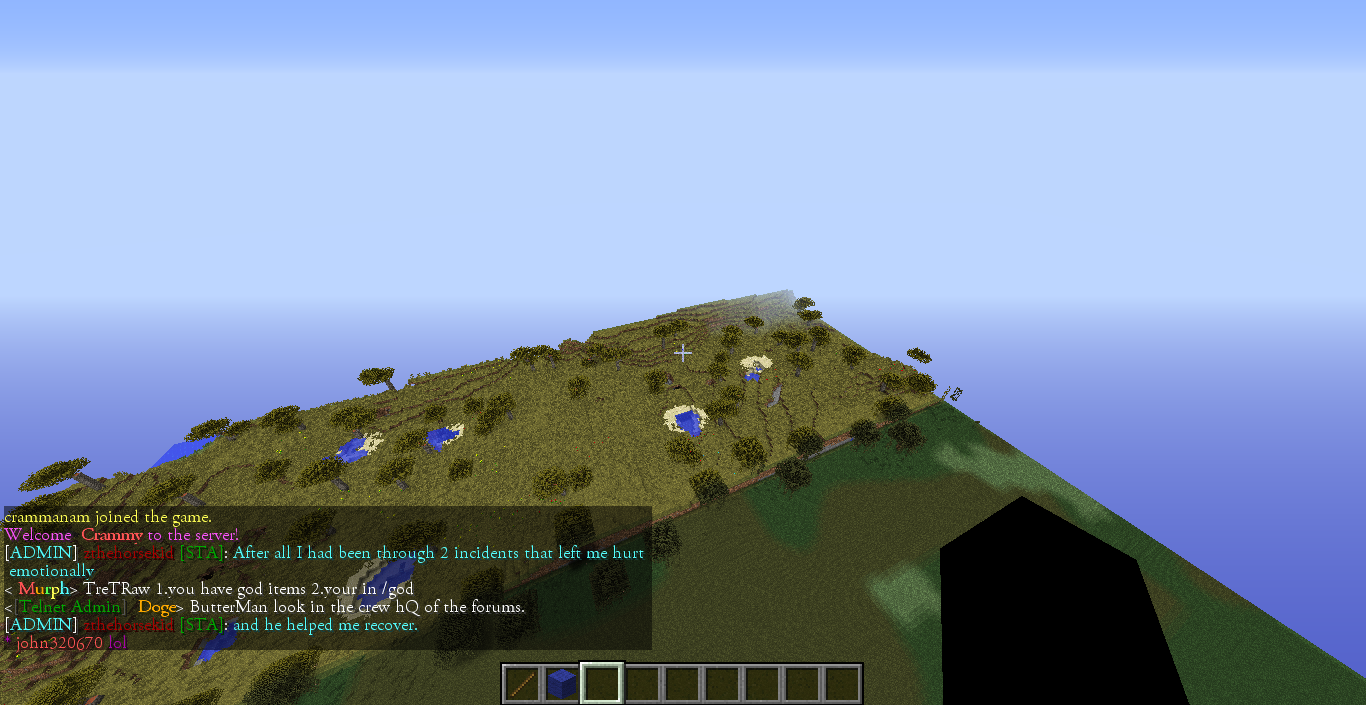 crammanam joined the game.
Welcome Crammy to the server!
[ADMIN] zthehorsekid [STA]: After all I had been through 2 incidents that left me hurt
emotionally
< Murph> TreTRaw 1.you have god items 2.your in /god
<[Telnet Admin] Doge> ButterMan look in the crew hQ of the forums.
[ADMIN] zthehorsekid [STA]: and he helped me recover.
* john320670 lol